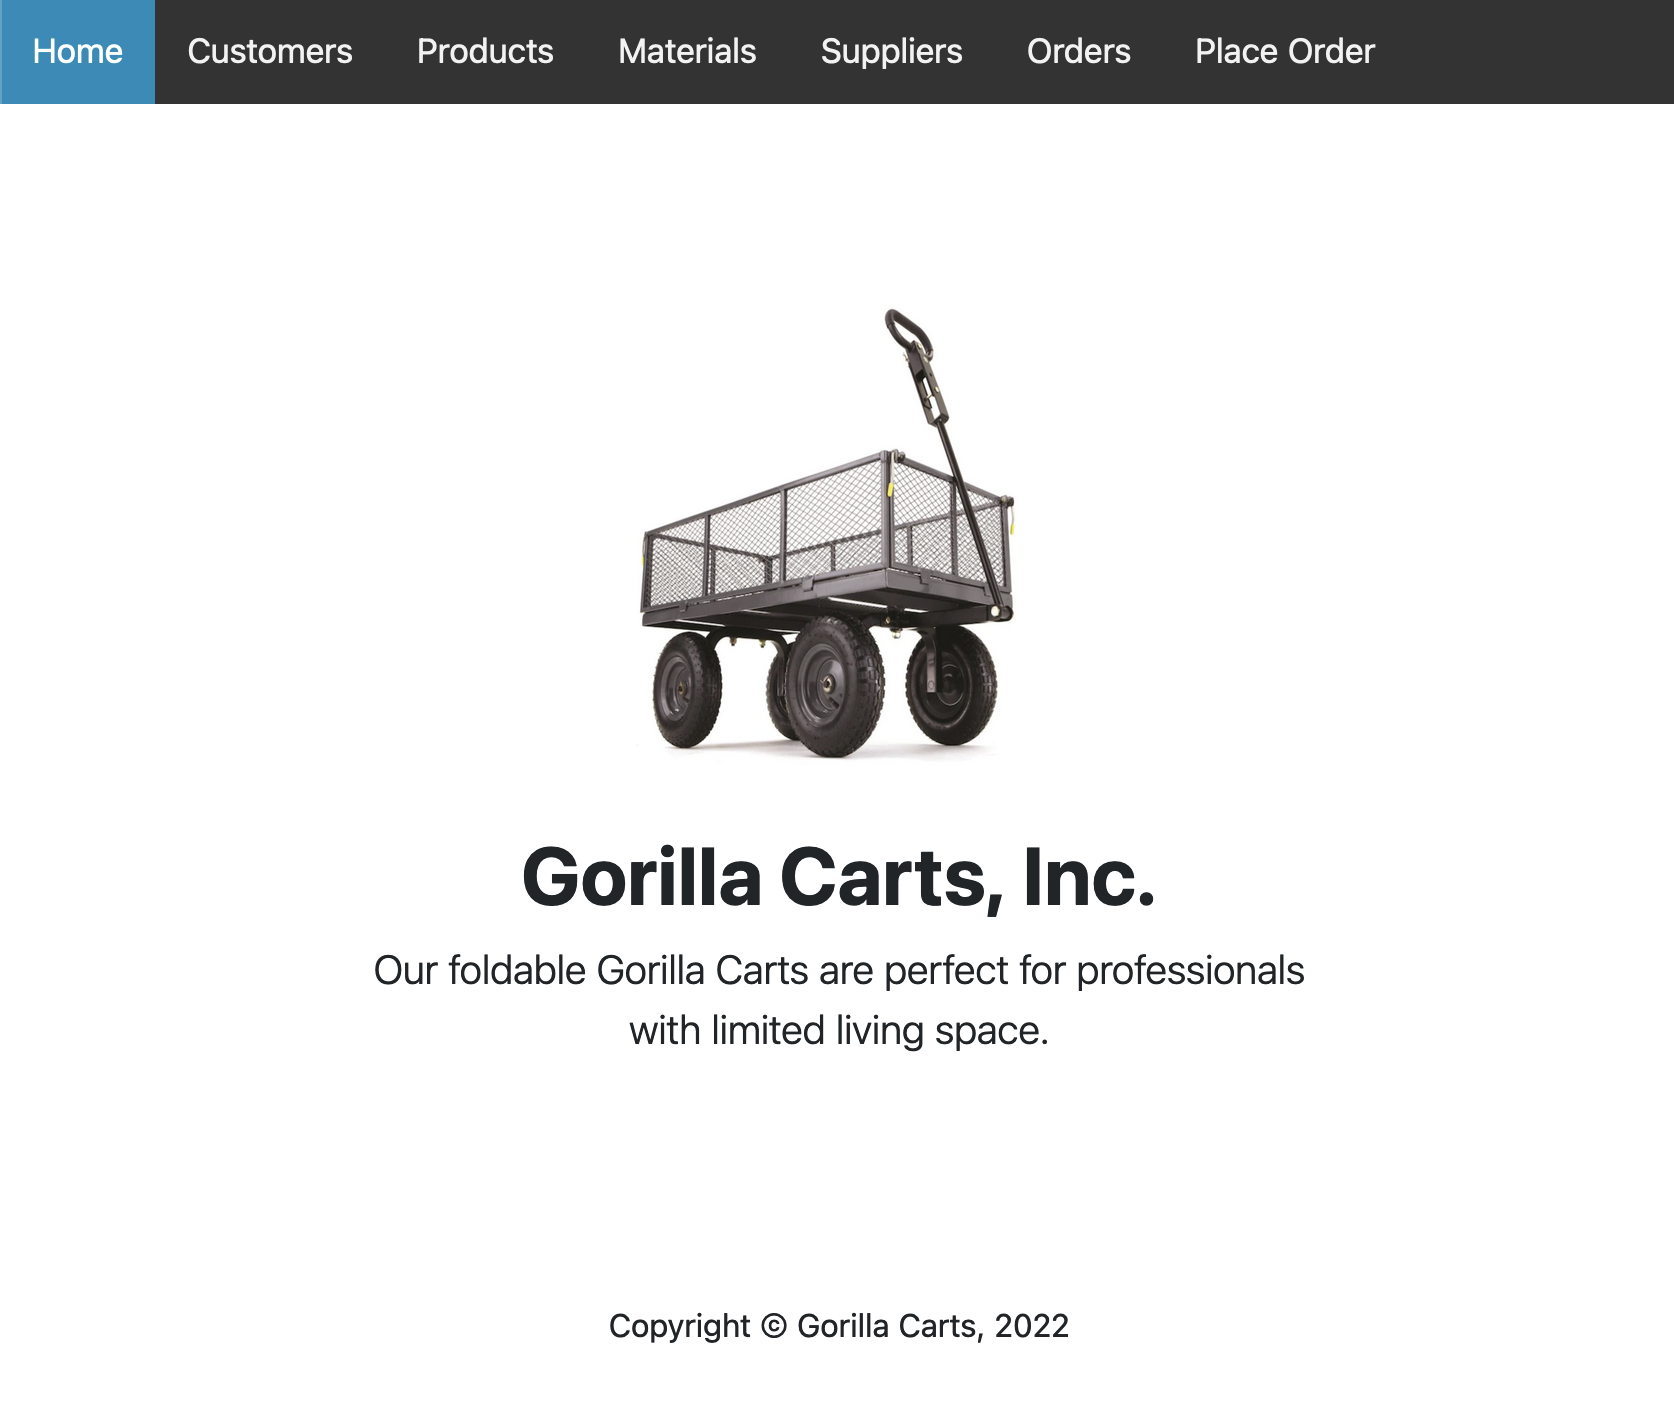 Home Customers Products Materials Suppliers Orders Place Order
Gorilla Carts, Inc.
Our foldable Gorilla Carts are perfect for professionals
with limited living space.
Copyright © Gorilla Carts, 2022